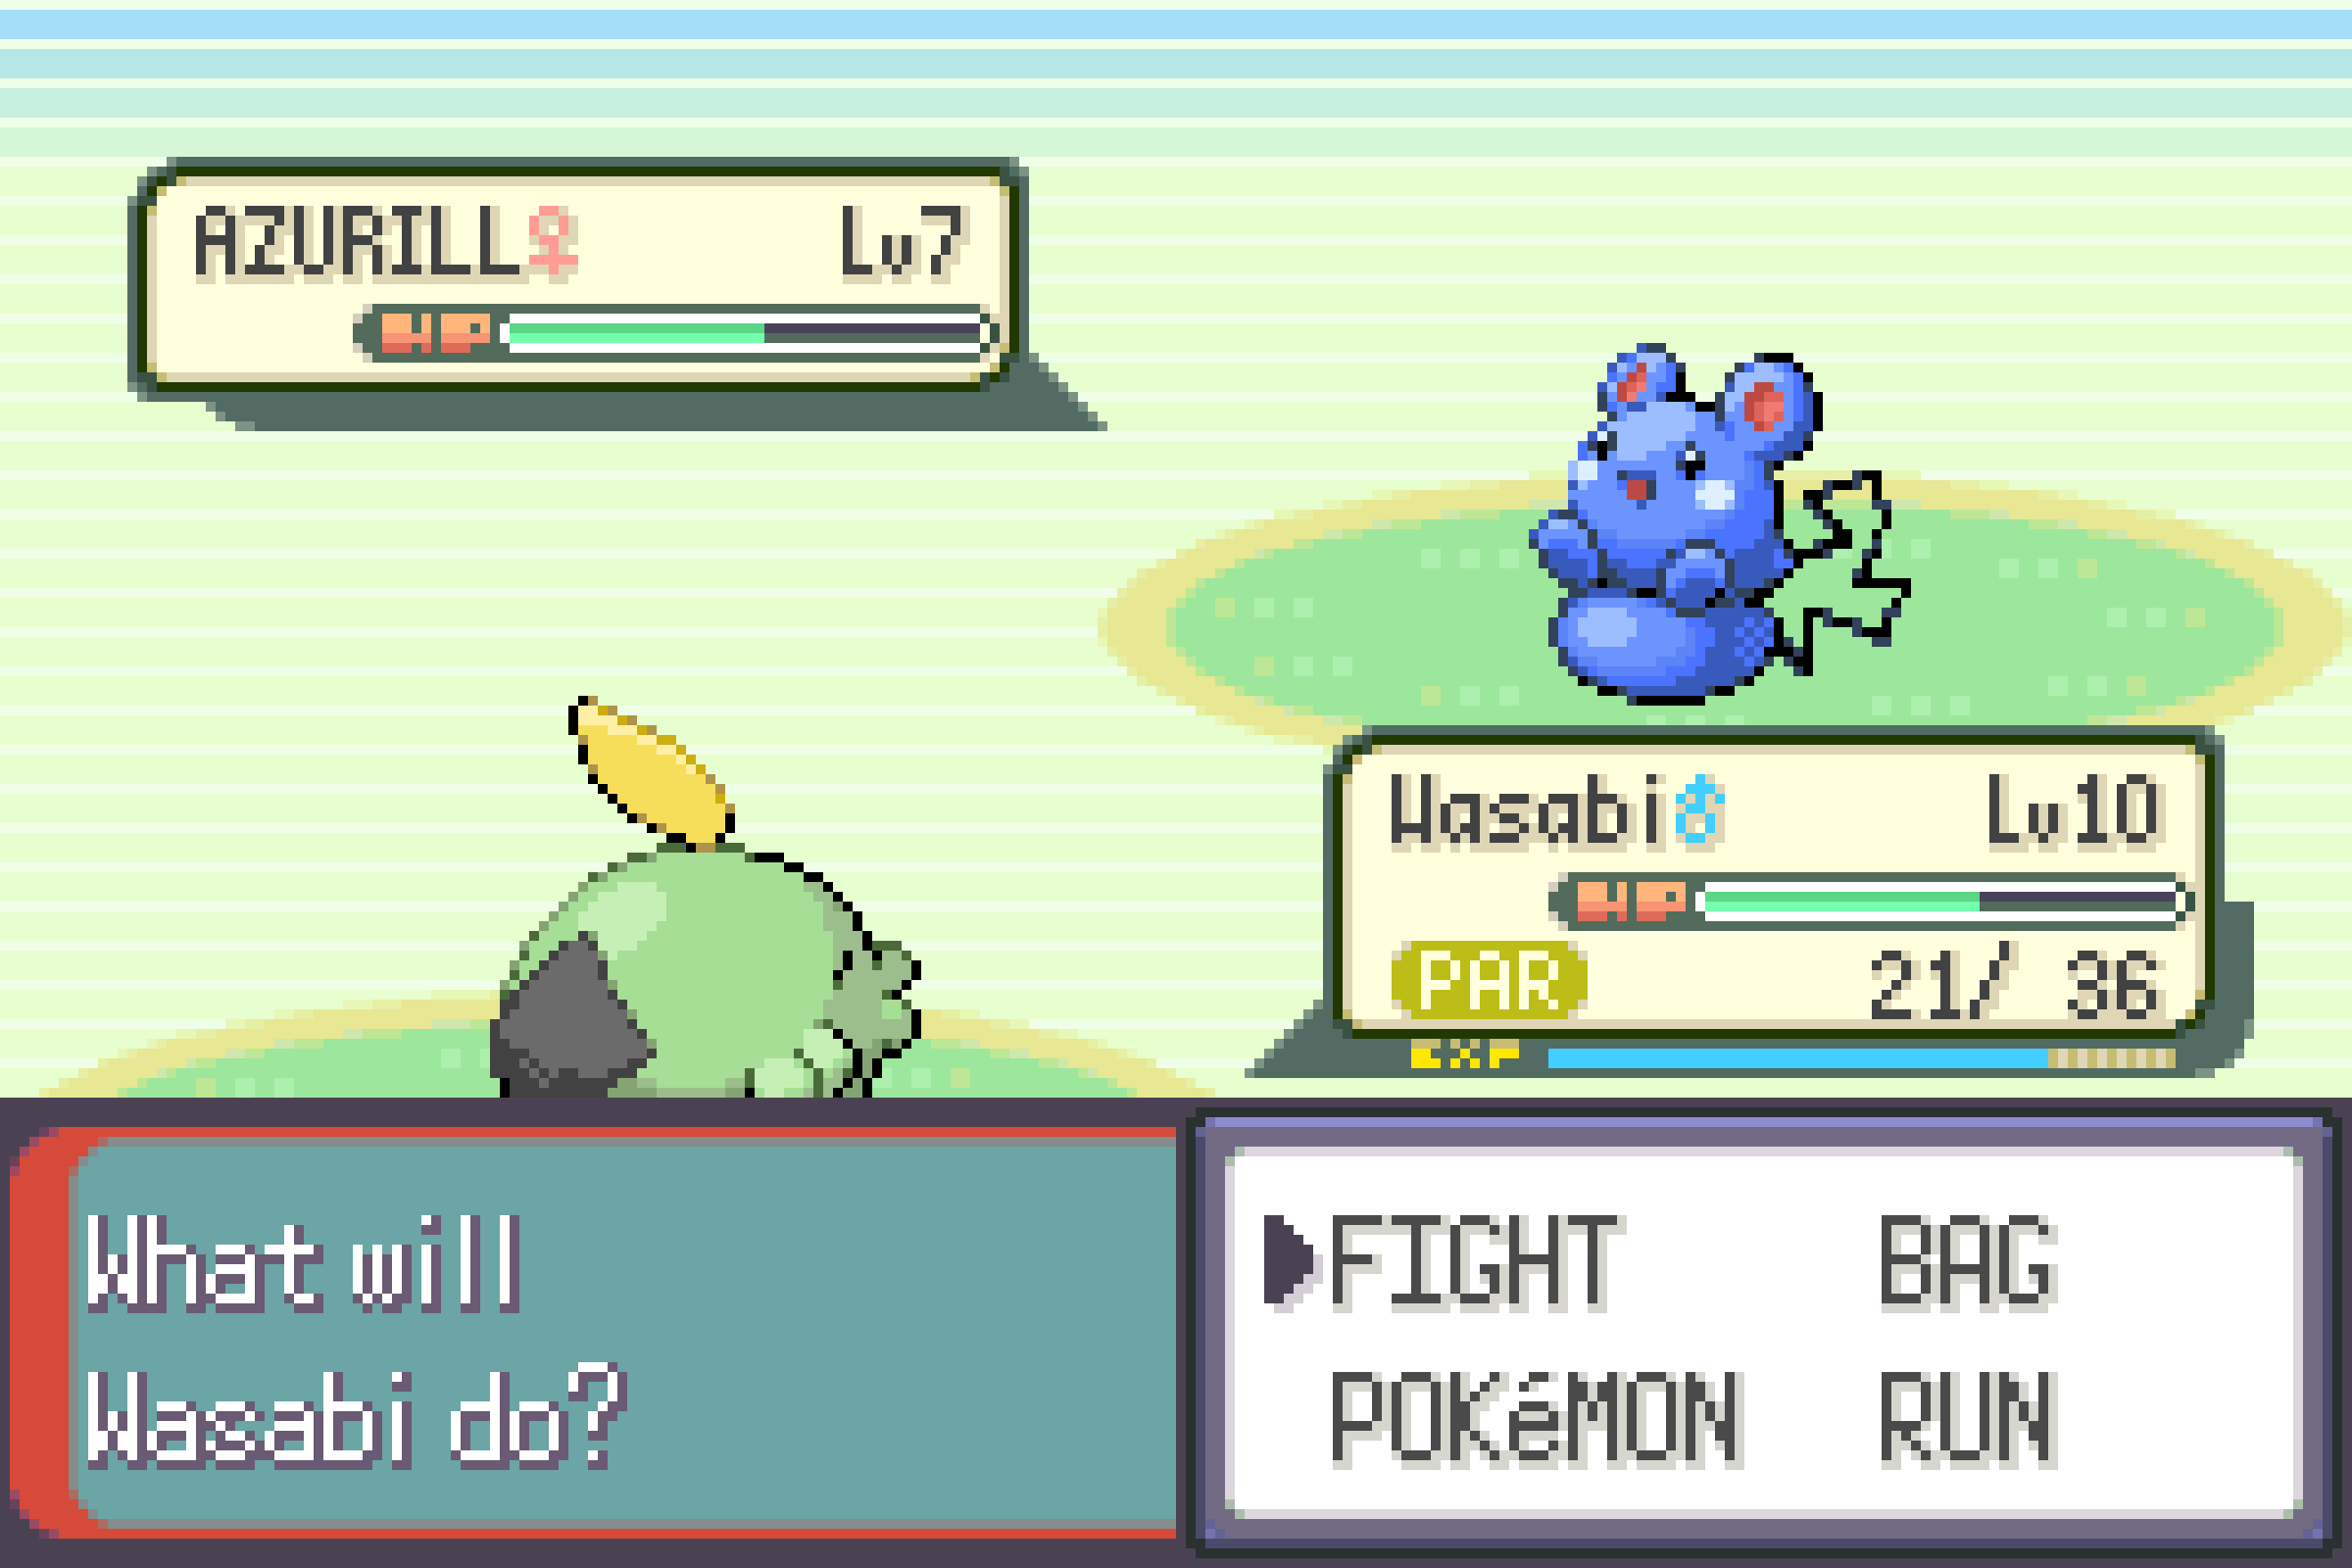 AZURILL♀ Lv7
HP
Wasabi♂ Lv10
HP
PAR 21/ 36
EXP
What will
Wasabi do?
FIGHT BAG
POKéMON RUN